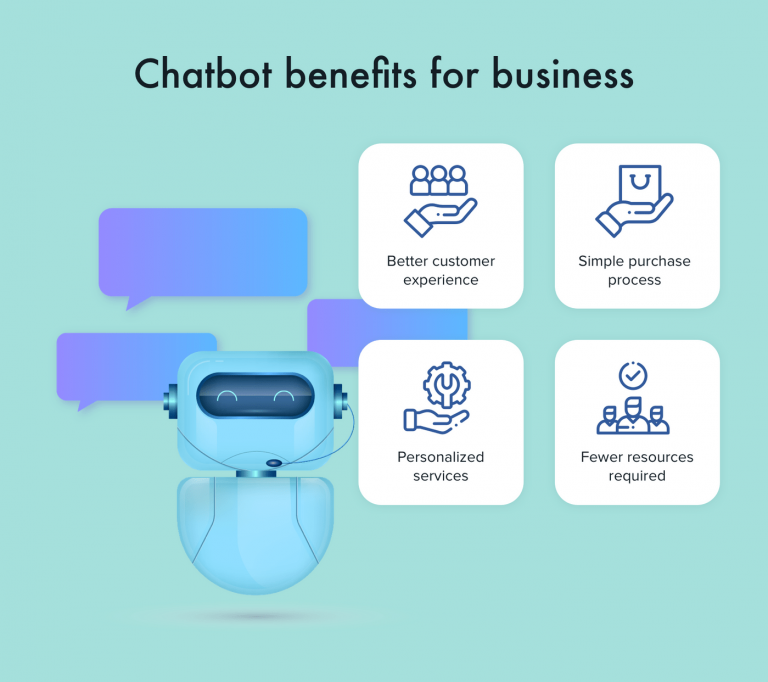 Chatbot benefits for business
Better customer
experience
Simple purchase
process
Personalized
services
Fewer resources
required